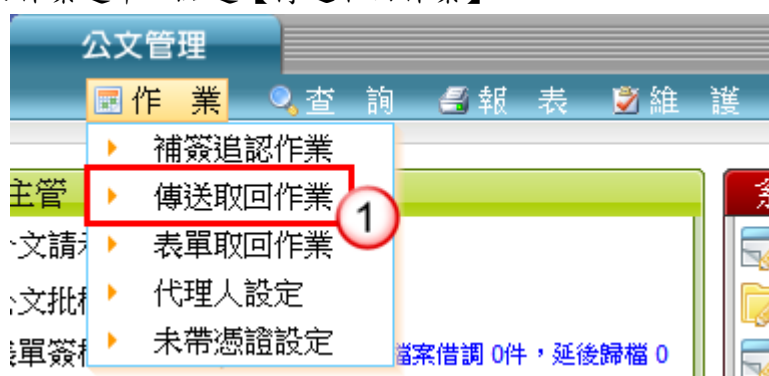 公文管理
作 業 查 詢 報 表 維 護
補簽追認作業
主管 傳送取回作業 1
文請 表單取回作業
文批 代理人設定
單簽 未帶憑證設定 檔案借調 0件，延後歸檔 0